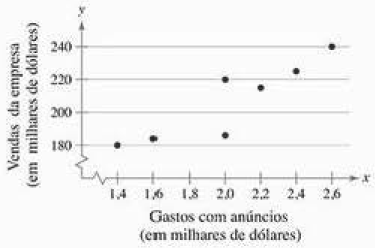 y
240
220
200
180
Vendas da empresa
(em milhares de dólares)
1,4 1,6 1,8 2,0 2,2 2,4 2,6
x
Gastos com anúncios
(em milhares de dólares)